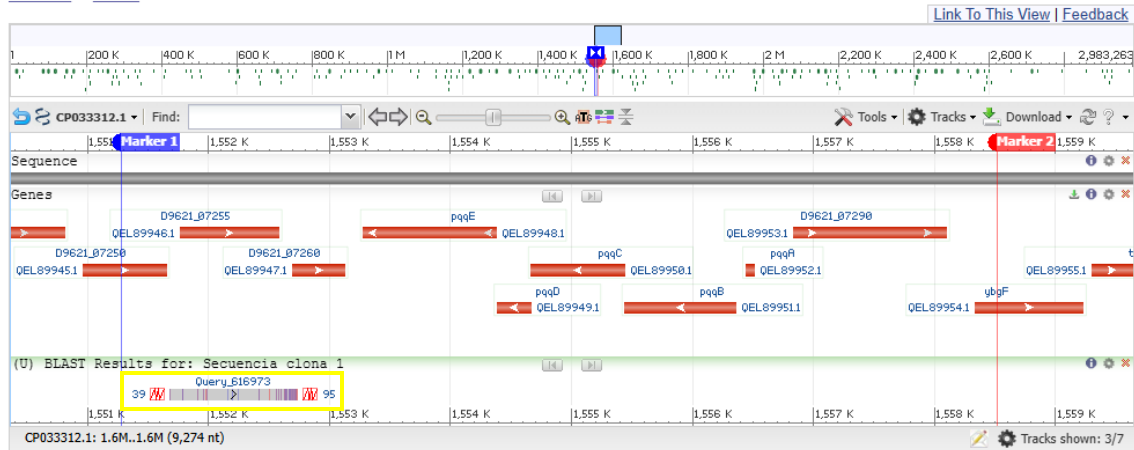 Link To This View | Feedback
1 200 K 400 K 600 K 800 K 1 M 1,200 K 1,400 K 1,600 K 1,800 K 2 M 2,200 K 2,400 K 2,600 K 2,983,263
CP033312.1 Find: Tools Tracks Download ?
1,551 Marker 1 1,552 K 1,553 K 1,554 K 1,555 K 1,556 K 1,557 K 1,558 K Marker 2 1,559 K
Sequence
Genes
D9621_07255 pqqE D9621_07290
QEL89946.1 QEL89948.1 QEL89953.1
D9621_07250 D9621_07260 pqqC pqqA t
QEL89945.1 QEL89947.1 QEL89950.1 QEL89952.1 QEL89955.1
pqqD pqqB ybgF
QEL89949.1 QEL89951.1 QEL89954.1
(U) BLAST Results for: Secuencia clona 1
Query_616973
39 95
1,551 K 1,552 K 1,553 K 1,554 K 1,555 K 1,556 K 1,557 K 1,558 K 1,559 K
CP033312.1: 1.6M..1.6M (9,274 nt) Tracks shown: 3/7